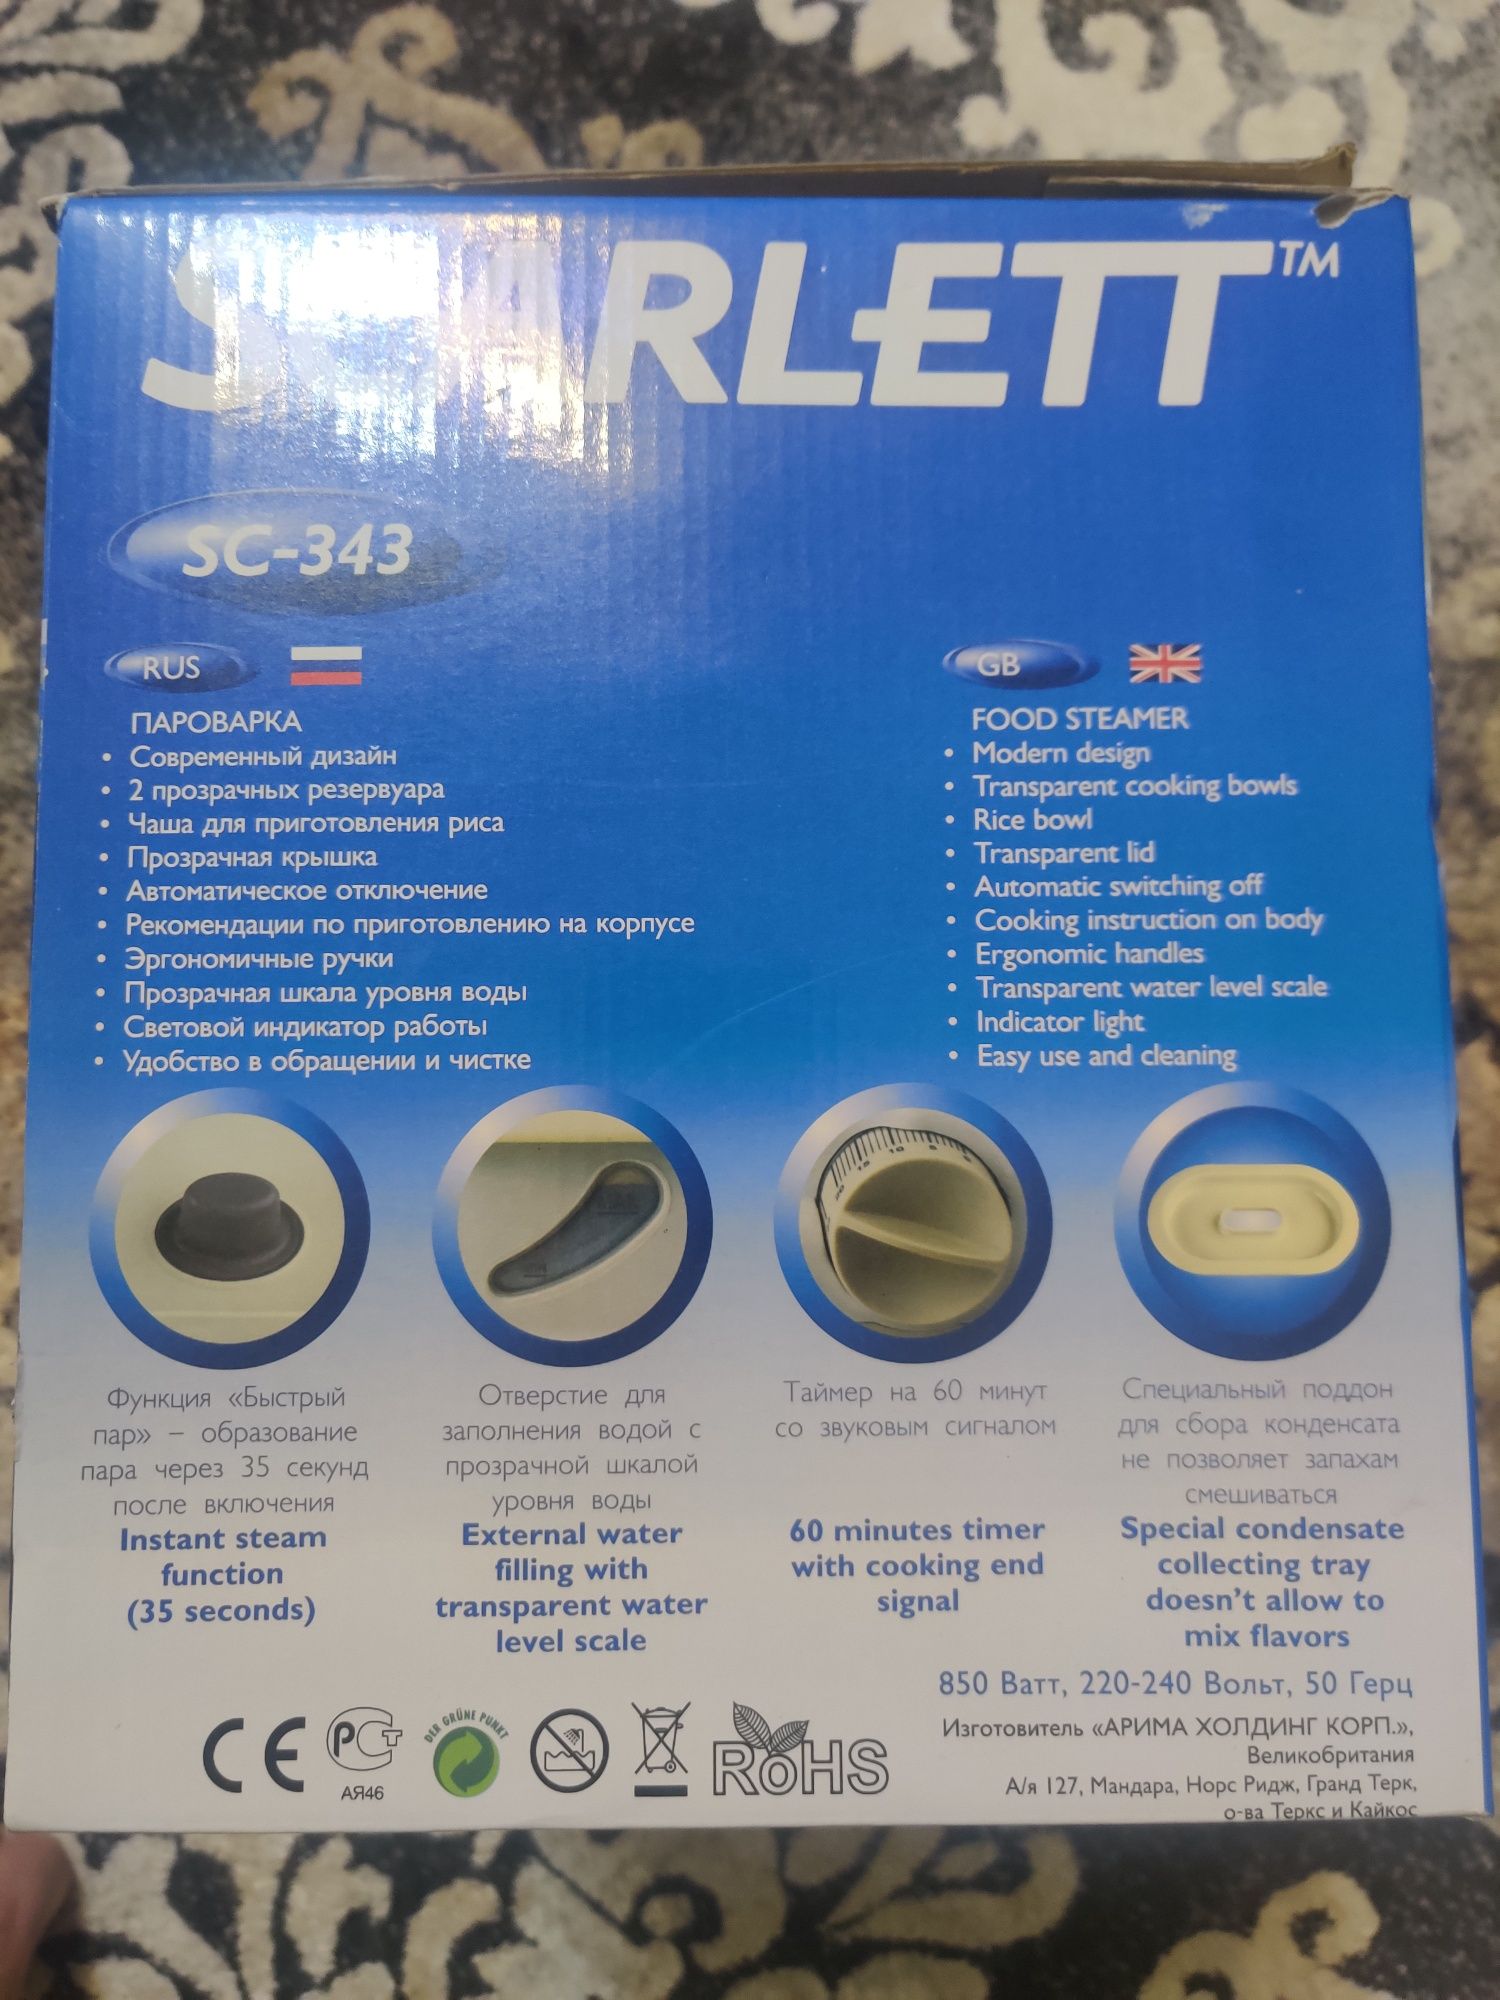 SCARLETT™
SC-343
RUS
ПАРОВАРКА
• Современный дизайн
• 2 прозрачных резервуара
• Чаша для приготовления риса
• Прозрачная крышка
• Автоматическое отключение
• Рекомендации по приготовлению на корпусе
• Эргономичные ручки
• Прозрачная шкала уровня воды
• Световой индикатор работы
• Удобство в обращении и чистке
GB
FOOD STEAMER
• Modern design
• Transparent cooking bowls
• Rice bowl
• Transparent lid
• Automatic switching off
• Cooking instruction on body
• Ergonomic handles
• Transparent water level scale
• Indicator light
• Easy use and cleaning
20 15 10 5
Функция «Быстрый
пар» – образование
пара через 35 секунд
после включения
Instant steam
function
(35 seconds)
Отверстие для
заполнения водой с
прозрачной шкалой
уровня воды
External water
filling with
transparent water
level scale
Таймер на 60 минут
со звуковым сигналом
60 minutes timer
with cooking end
signal
Специальный поддон
для сбора конденсата
не позволяет запахам
смешиваться
Special condensate
collecting tray
doesn't allow to
mix flavors
850 Ватт, 220-240 Вольт, 50 Герц
Изготовитель «АРИМА ХОЛДИНГ КОРП.»,
Великобритания
А/я 127, Мандара, Норс Ридж, Гранд Терк,
о-ва Теркс и Кайкос
CE
РСТ
АЯ46
DER GRÜNE PUNKT
RoHS